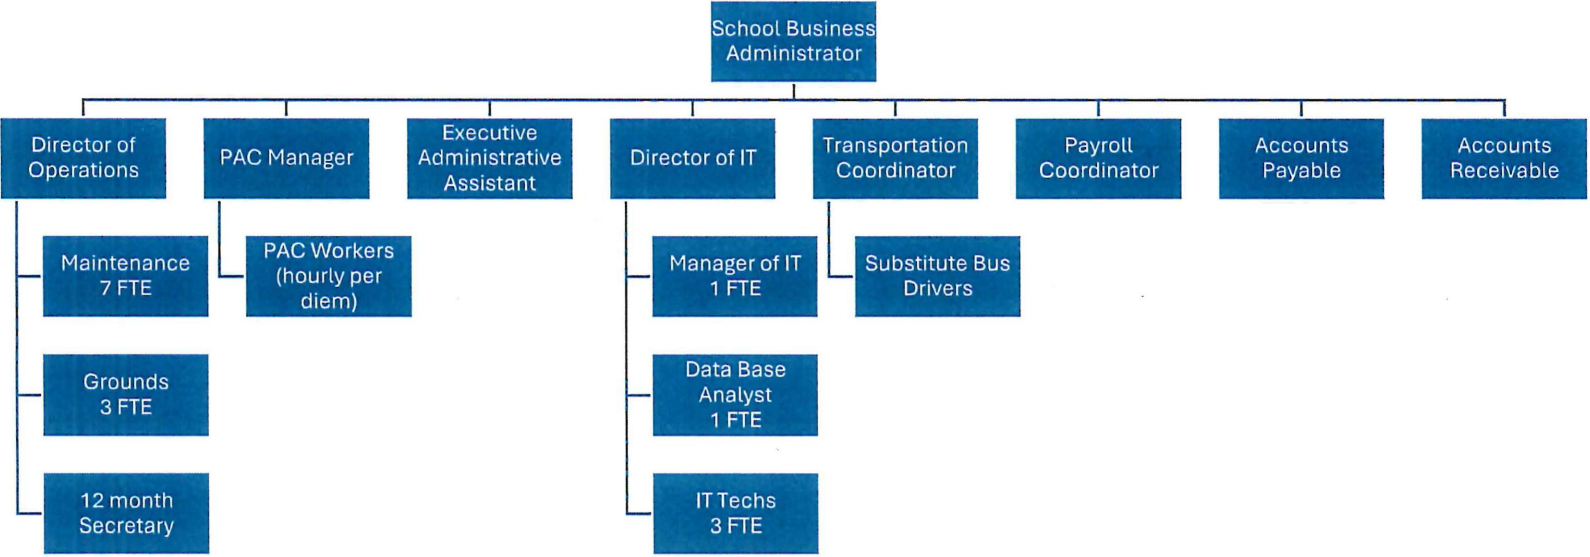 School Business
Administrator
Director of
Operations
PAC Manager
Executive
Administrative
Assistant
Director of IT
Transportation
Coordinator
Payroll
Coordinator
Accounts
Payable
Accounts
Receivable
Maintenance
7 FTE
PAC Workers
(hourly per
diem)
Manager of IT
1 FTE
Substitute Bus
Drivers
Grounds
3 FTE
Data Base
Analyst
1 FTE
12 month
Secretary
IT Techs
3 FTE